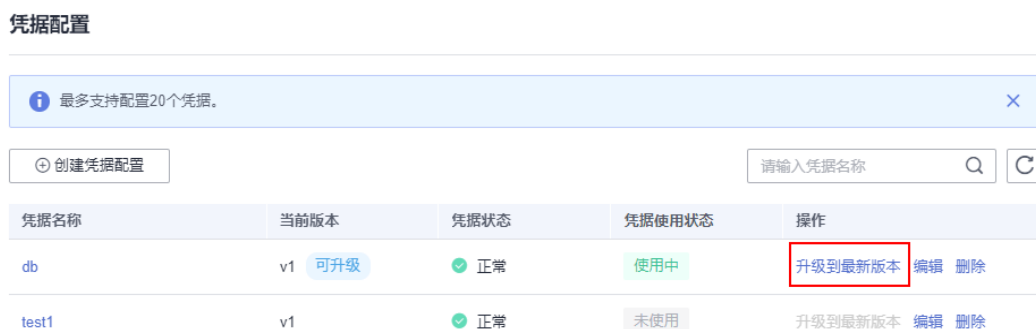 凭据配置
最多支持配置20个凭据。
创建凭据配置 请输入凭据名称
凭据名称 当前版本 凭据状态 凭据使用状态 操作
db v1 可升级 正常 使用中 升级到最新版本 编辑 删除
test1 v1 正常 未使用 升级到最新版本 编辑 删除